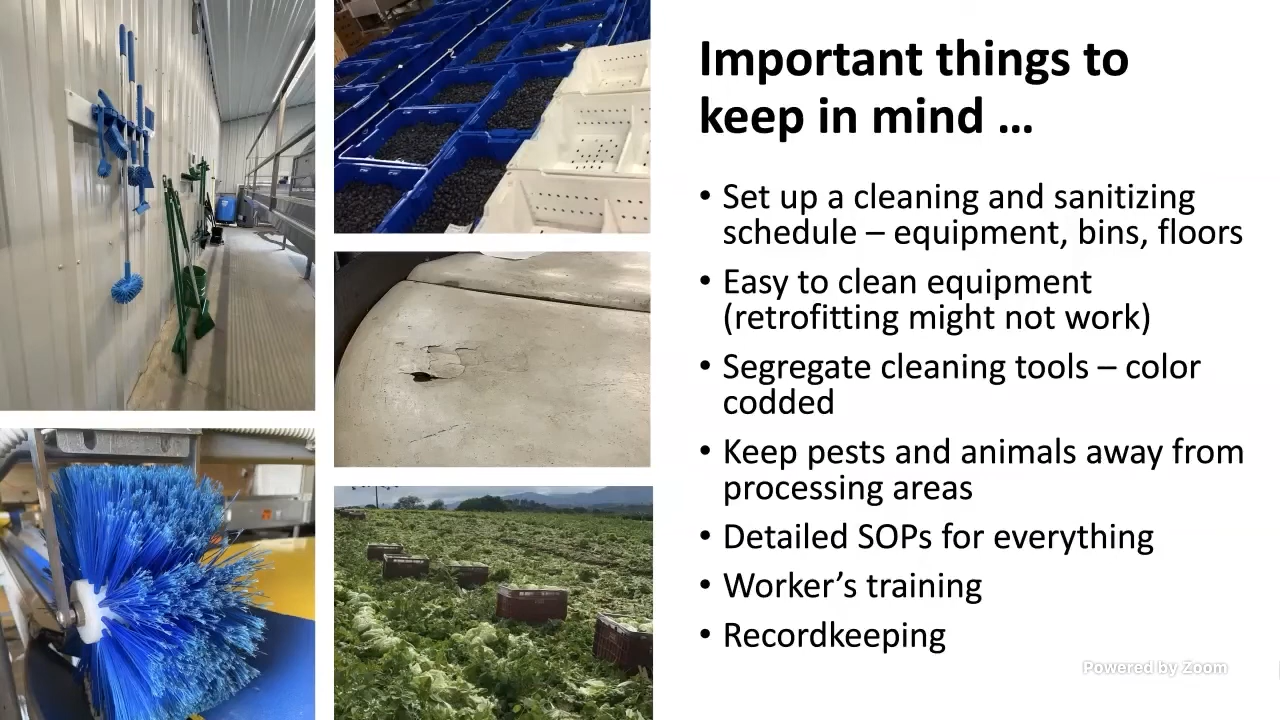 Important things to
keep in mind ...
• Set up a cleaning and sanitizing
schedule – equipment, bins, floors
• Easy to clean equipment
(retrofitting might not work)
• Segregate cleaning tools – color
codded
• Keep pests and animals away from
processing areas
• Detailed SOPs for everything
• Worker’s training
• Recordkeeping
Powered by Zoom